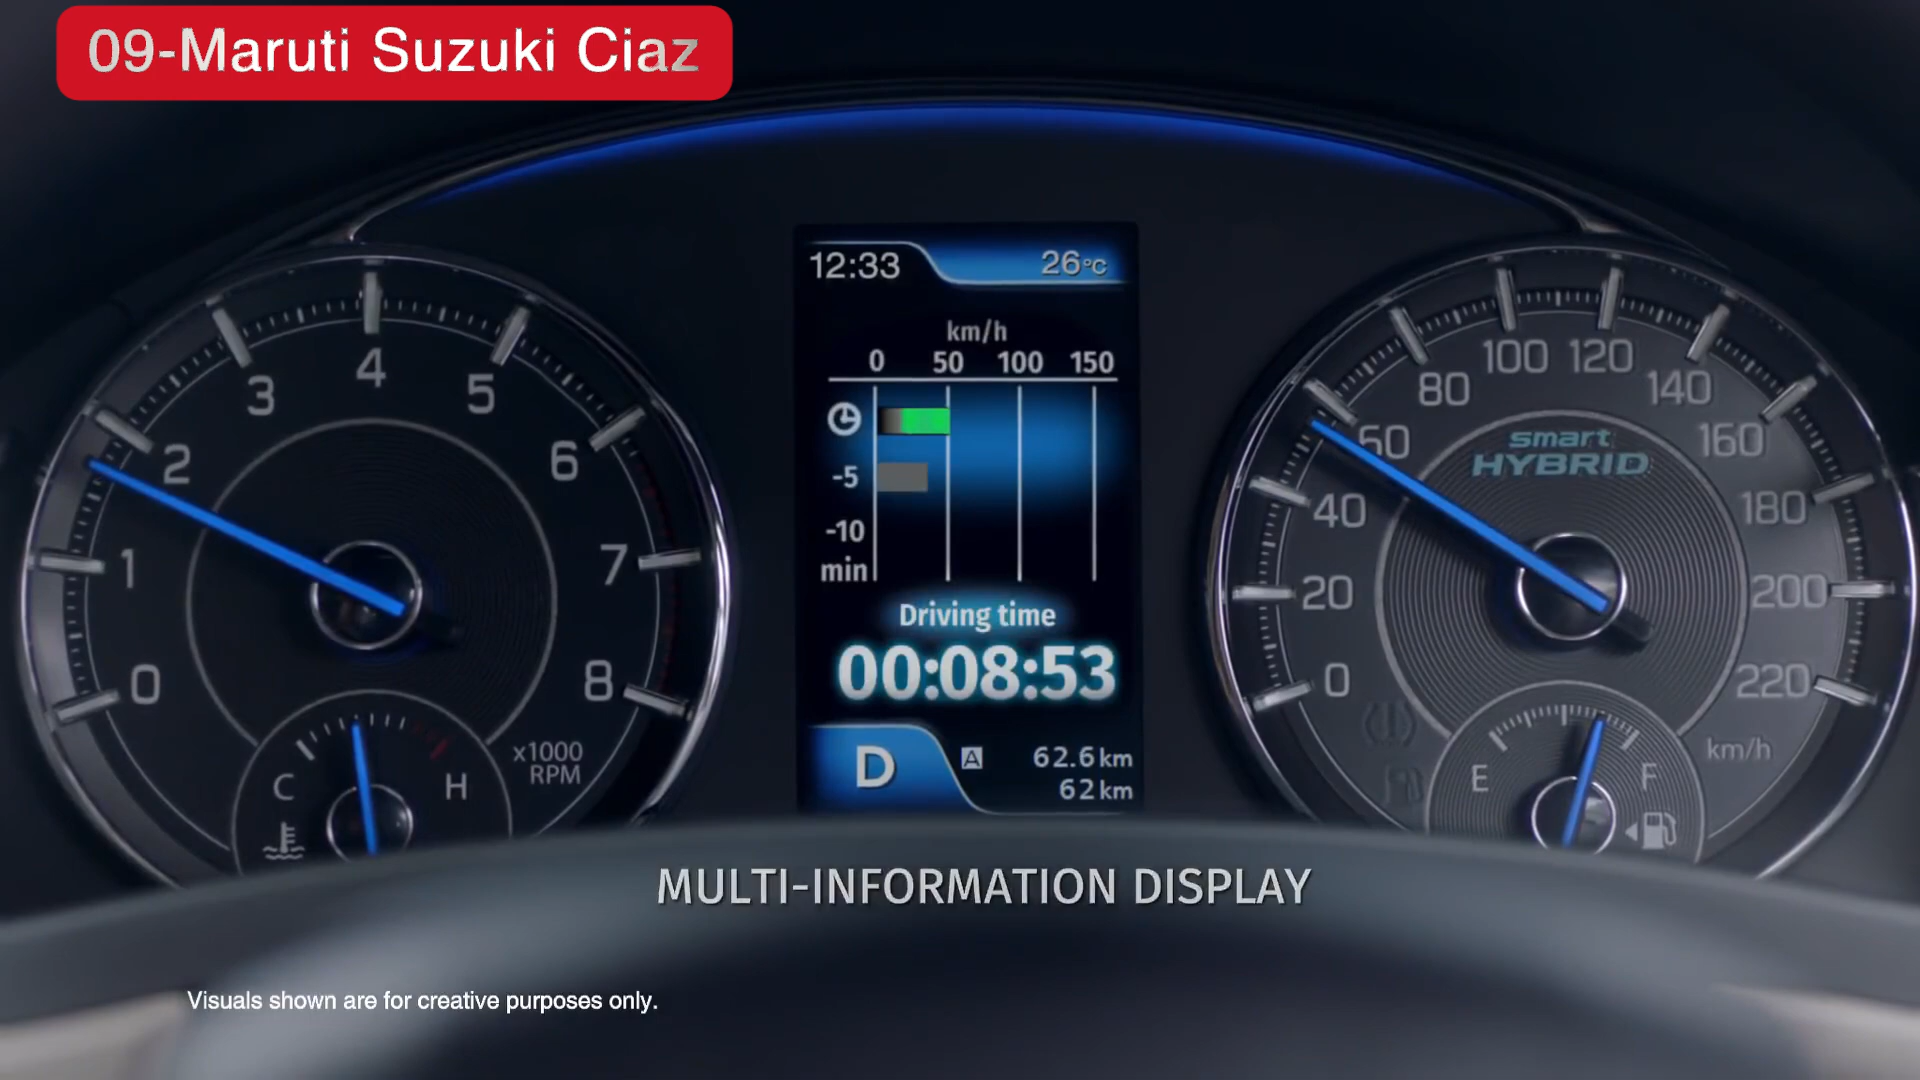 09-Maruti Suzuki Ciaz
12:33 26°C
km/h
0 50 100 150
-5
-10
min
Driving time
00:08:53
D A 62.6 km
62 km
0 1 2 3 4 5 6 7 8
x1000
RPM
C H
0 20 40 60 80 100 120 140 160 180 200 220
smart
HYBRID
km/h
E F
MULTI-INFORMATION DISPLAY
Visuals shown are for creative purposes only.